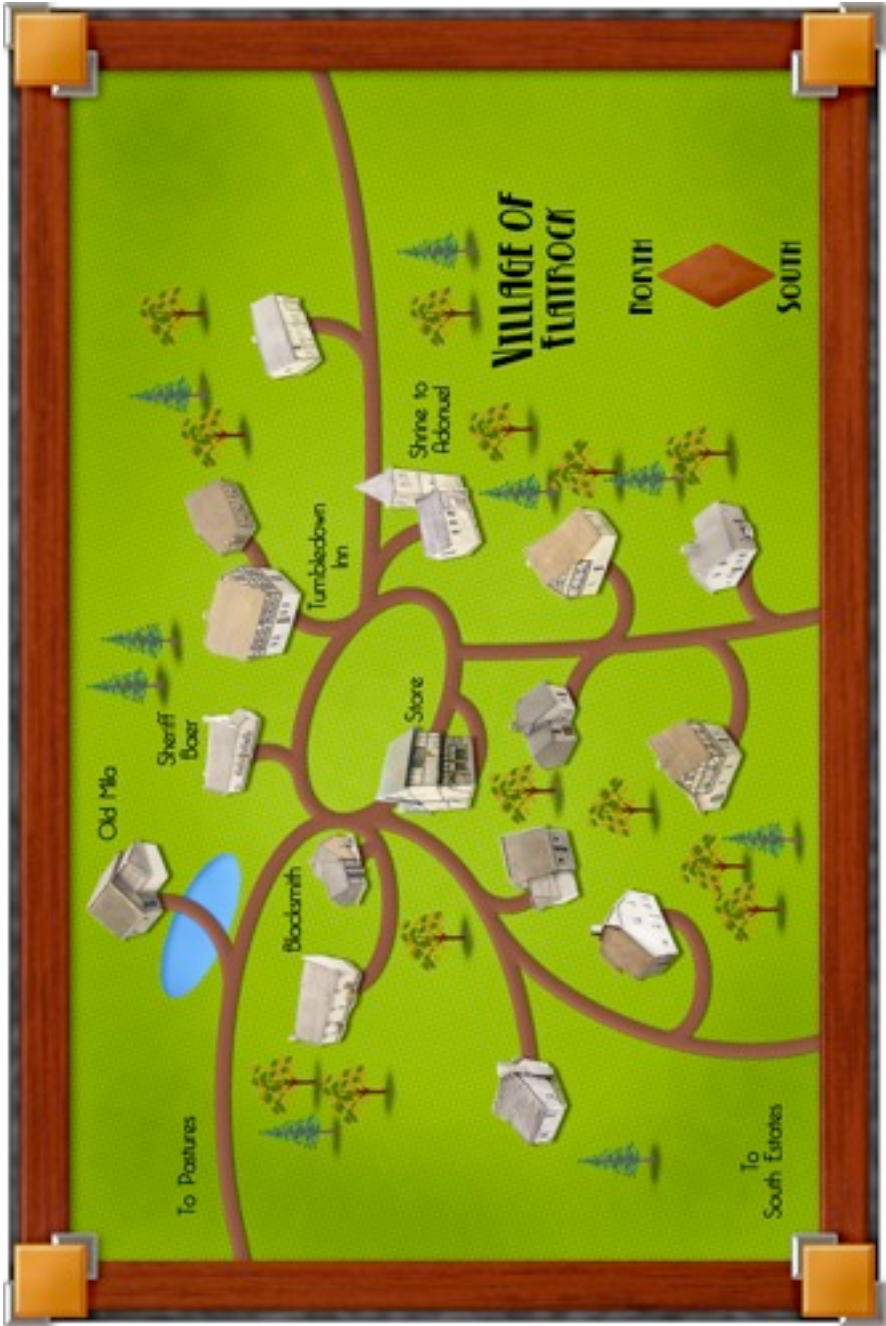 Old Milo
Sheriff
Baer
To Pastures
Blacksmith
Tumbledown
Inn
Store
Shrine to
Adonuel
VILLAGE OF
FLATROCK
NORTH
SOUTH
To
South Estates